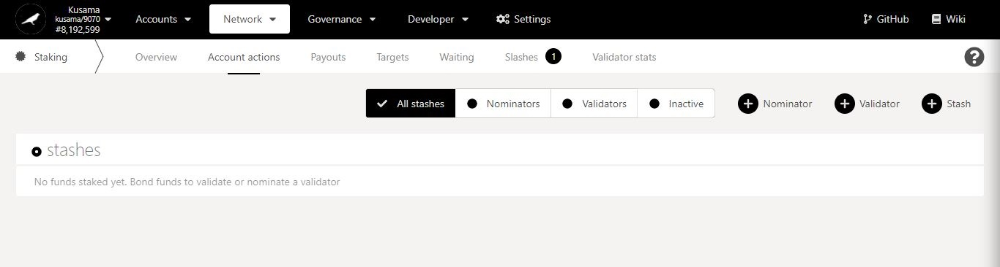 Kusama
kusama/9070
#8,192,599
Accounts
Network
Governance
Developer
Settings
GitHub
Wiki
Staking
Overview
Account actions
Payouts
Targets
Waiting
Slashes 1
Validator stats
?
All stashes
Nominators
Validators
Inactive
Nominator
Validator
Stash
stashes
No funds staked yet. Bond funds to validate or nominate a validator